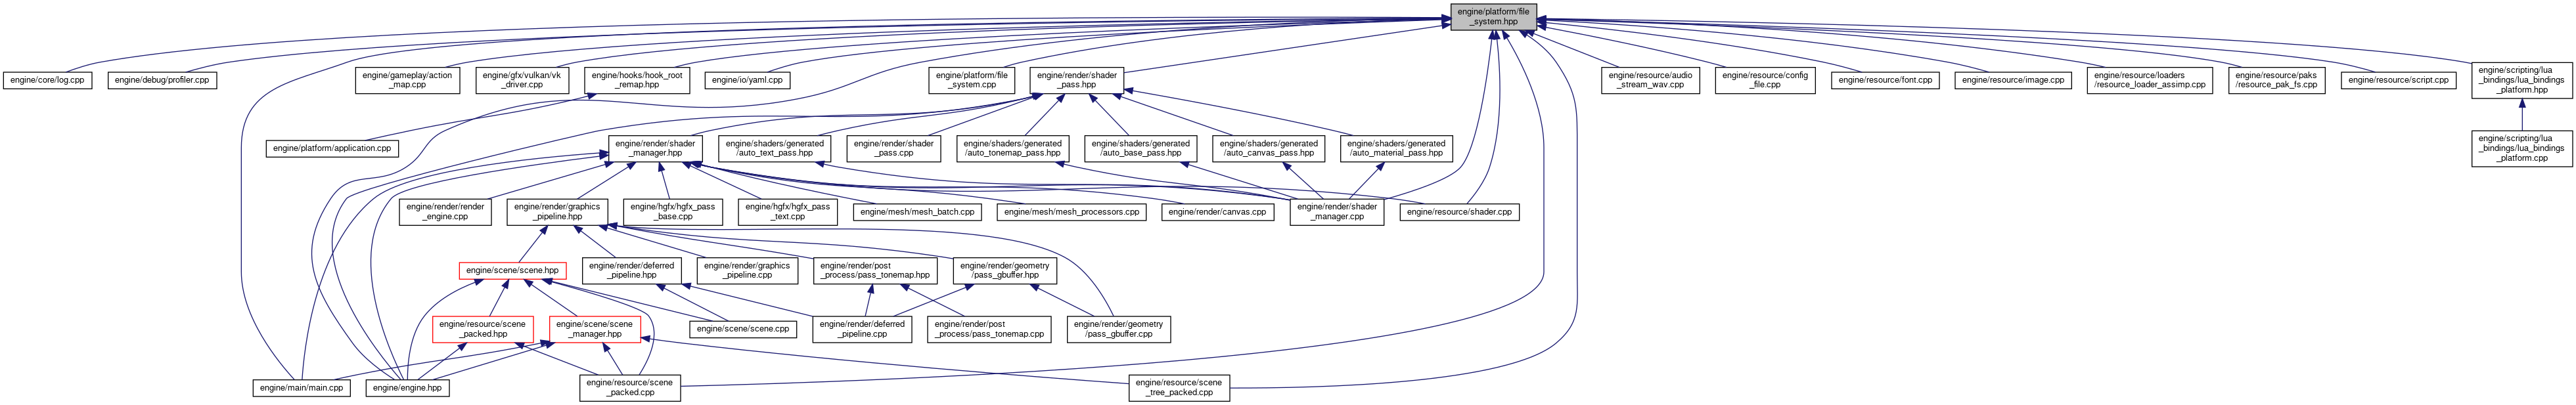 engine/platform/file
_system.hpp
engine/core/log.cpp
engine/debug/profiler.cpp
engine/gameplay/action
_map.cpp
engine/gfx/vulkan/vk
_driver.cpp
engine/hooks/hook_root
_remap.hpp
engine/io/yaml.cpp
engine/platform/file
_system.cpp
engine/render/shader
_pass.hpp
engine/resource/audio
_stream_wav.cpp
engine/resource/config
_file.cpp
engine/resource/font.cpp
engine/resource/image.cpp
engine/resource/loaders
/resource_loader_assimp.cpp
engine/resource/paks
/resource_pak_fs.cpp
engine/resource/script.cpp
engine/scripting/lua
_bindings/lua_bindings
_platform.hpp
engine/platform/application.cpp
engine/render/shader
_manager.hpp
engine/shaders/generated
/auto_text_pass.hpp
engine/render/shader
_pass.cpp
engine/shaders/generated
/auto_tonemap_pass.hpp
engine/shaders/generated
/auto_base_pass.hpp
engine/shaders/generated
/auto_canvas_pass.hpp
engine/shaders/generated
/auto_material_pass.hpp
engine/scripting/lua
_bindings/lua_bindings
_platform.cpp
engine/render/render
_engine.cpp
engine/render/graphics
_pipeline.hpp
engine/hgfx/hgfx_pass
_base.cpp
engine/hgfx/hgfx_pass
_text.cpp
engine/mesh/mesh_batch.cpp
engine/mesh/mesh_processors.cpp
engine/render/canvas.cpp
engine/render/shader
_manager.cpp
engine/resource/shader.cpp
engine/scene/scene.hpp
engine/render/deferred
_pipeline.hpp
engine/render/graphics
_pipeline.cpp
engine/render/post
_process/pass_tonemap.hpp
engine/render/geometry
/pass_gbuffer.hpp
engine/resource/scene
_packed.hpp
engine/scene/scene
_manager.hpp
engine/scene/scene.cpp
engine/render/deferred
_pipeline.cpp
engine/render/post
_process/pass_tonemap.cpp
engine/render/geometry
/pass_gbuffer.cpp
engine/main/main.cpp
engine/engine.hpp
engine/resource/scene
_packed.cpp
engine/resource/scene
_tree_packed.cpp